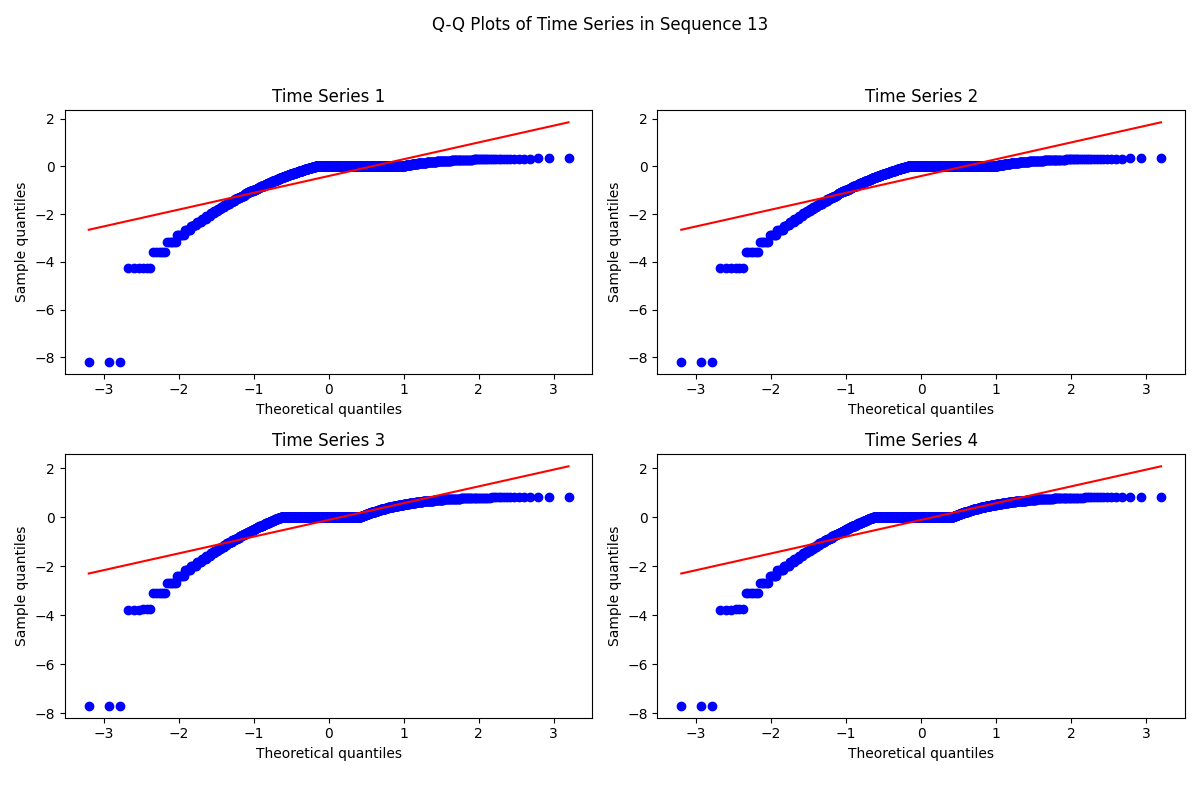 Q-Q Plots of Time Series in Sequence 13
Time Series 1
Sample quantiles
2
0
−2
−4
−6
−8
−3 −2 −1 0 1 2 3
Theoretical quantiles
Time Series 2
Sample quantiles
2
0
−2
−4
−6
−8
−3 −2 −1 0 1 2 3
Theoretical quantiles
Time Series 3
Sample quantiles
2
0
−2
−4
−6
−8
−3 −2 −1 0 1 2 3
Theoretical quantiles
Time Series 4
Sample quantiles
2
0
−2
−4
−6
−8
−3 −2 −1 0 1 2 3
Theoretical quantiles